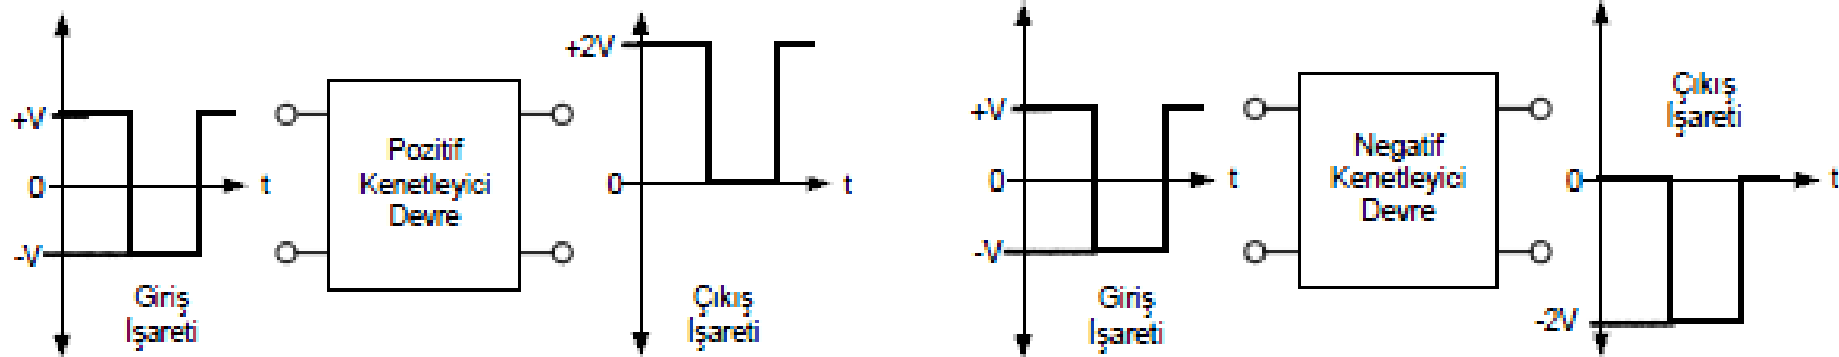 +V
0
-V
t
Giriş
İşareti
Pozitif
Kenetleyici
Devre
+2V
0
t
Çıkış
İşareti
+V
0
-V
t
Giriş
İşareti
Negatif
Kenetleyici
Devre
Çıkış
İşareti
0
t
-2V